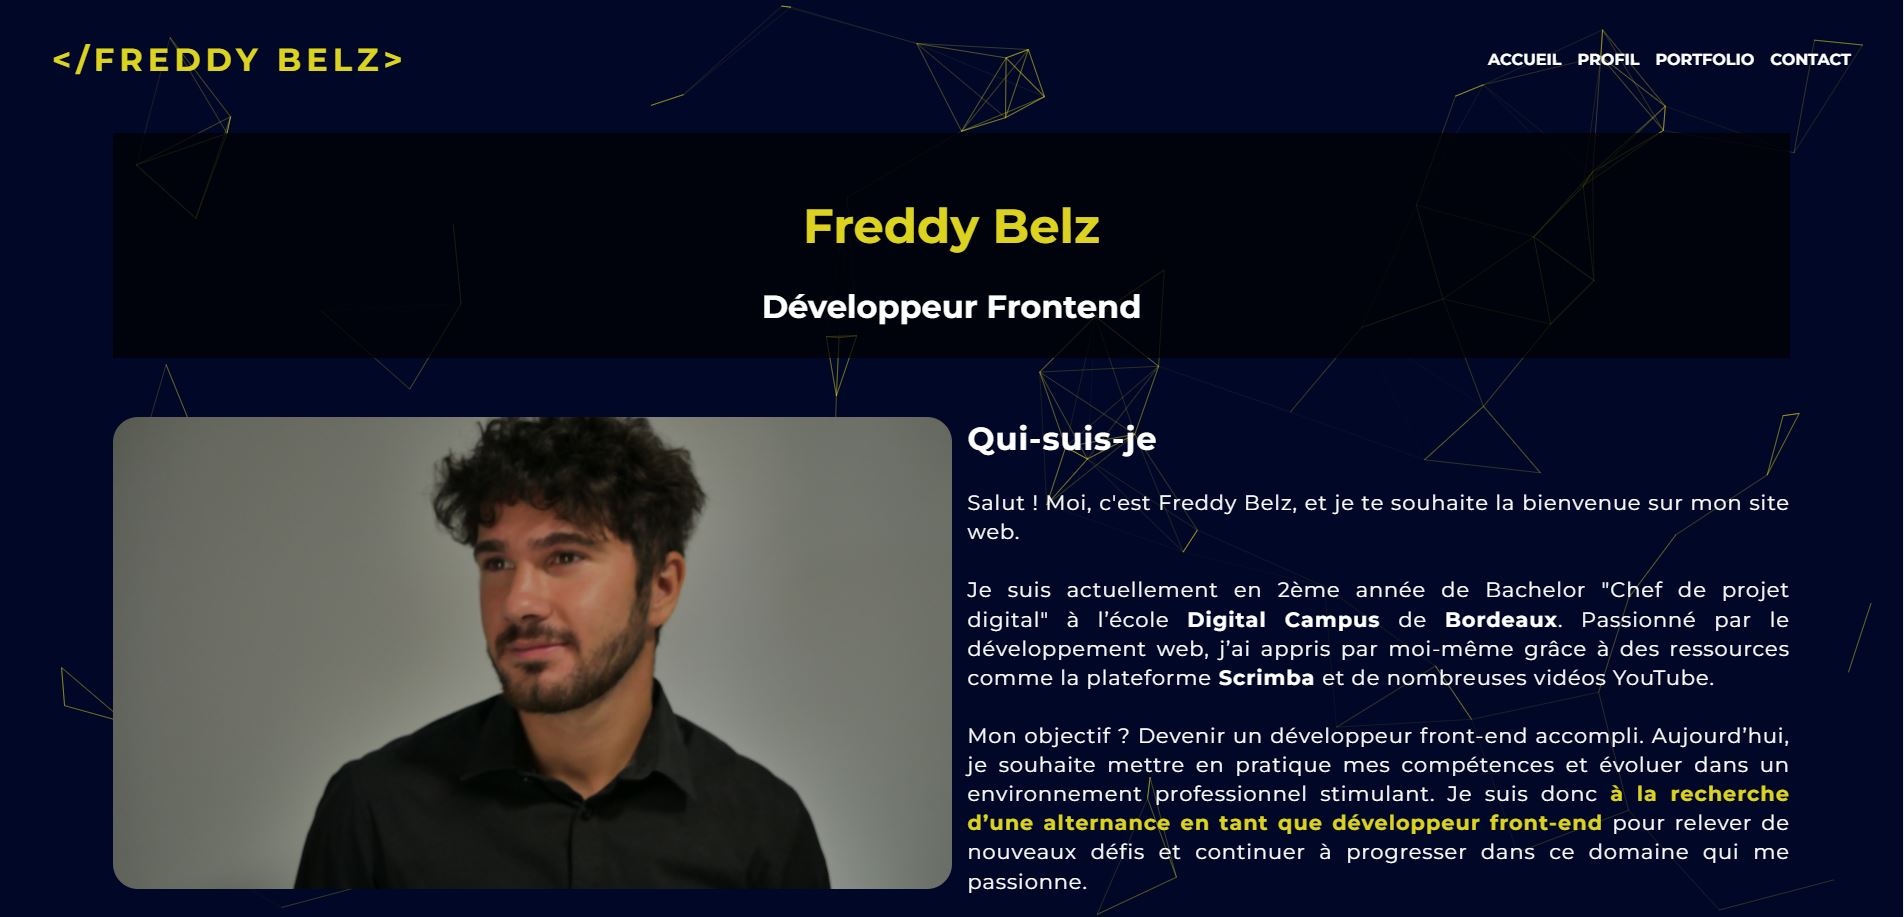 </FREDDY BELZ>
ACCUEIL PROFIL PORTFOLIO CONTACT
Freddy Belz
Développeur Frontend
Qui-suis-je
Salut ! Moi, c'est Freddy Belz, et je te souhaite la bienvenue sur mon site
web.
Je suis actuellement en 2ème année de Bachelor "Chef de projet
digital" à l’école Digital Campus de Bordeaux. Passionné par le
développement web, j’ai appris par moi-même grâce à des ressources
comme la plateforme Scrimba et de nombreuses vidéos YouTube.
Mon objectif ? Devenir un développeur front-end accompli. Aujourd’hui,
je souhaite mettre en pratique mes compétences et évoluer dans un
environnement professionnel stimulant. Je suis donc à la recherche
d’une alternance en tant que développeur front-end pour relever de
nouveaux défis et continuer à progresser dans ce domaine qui me
passionne.